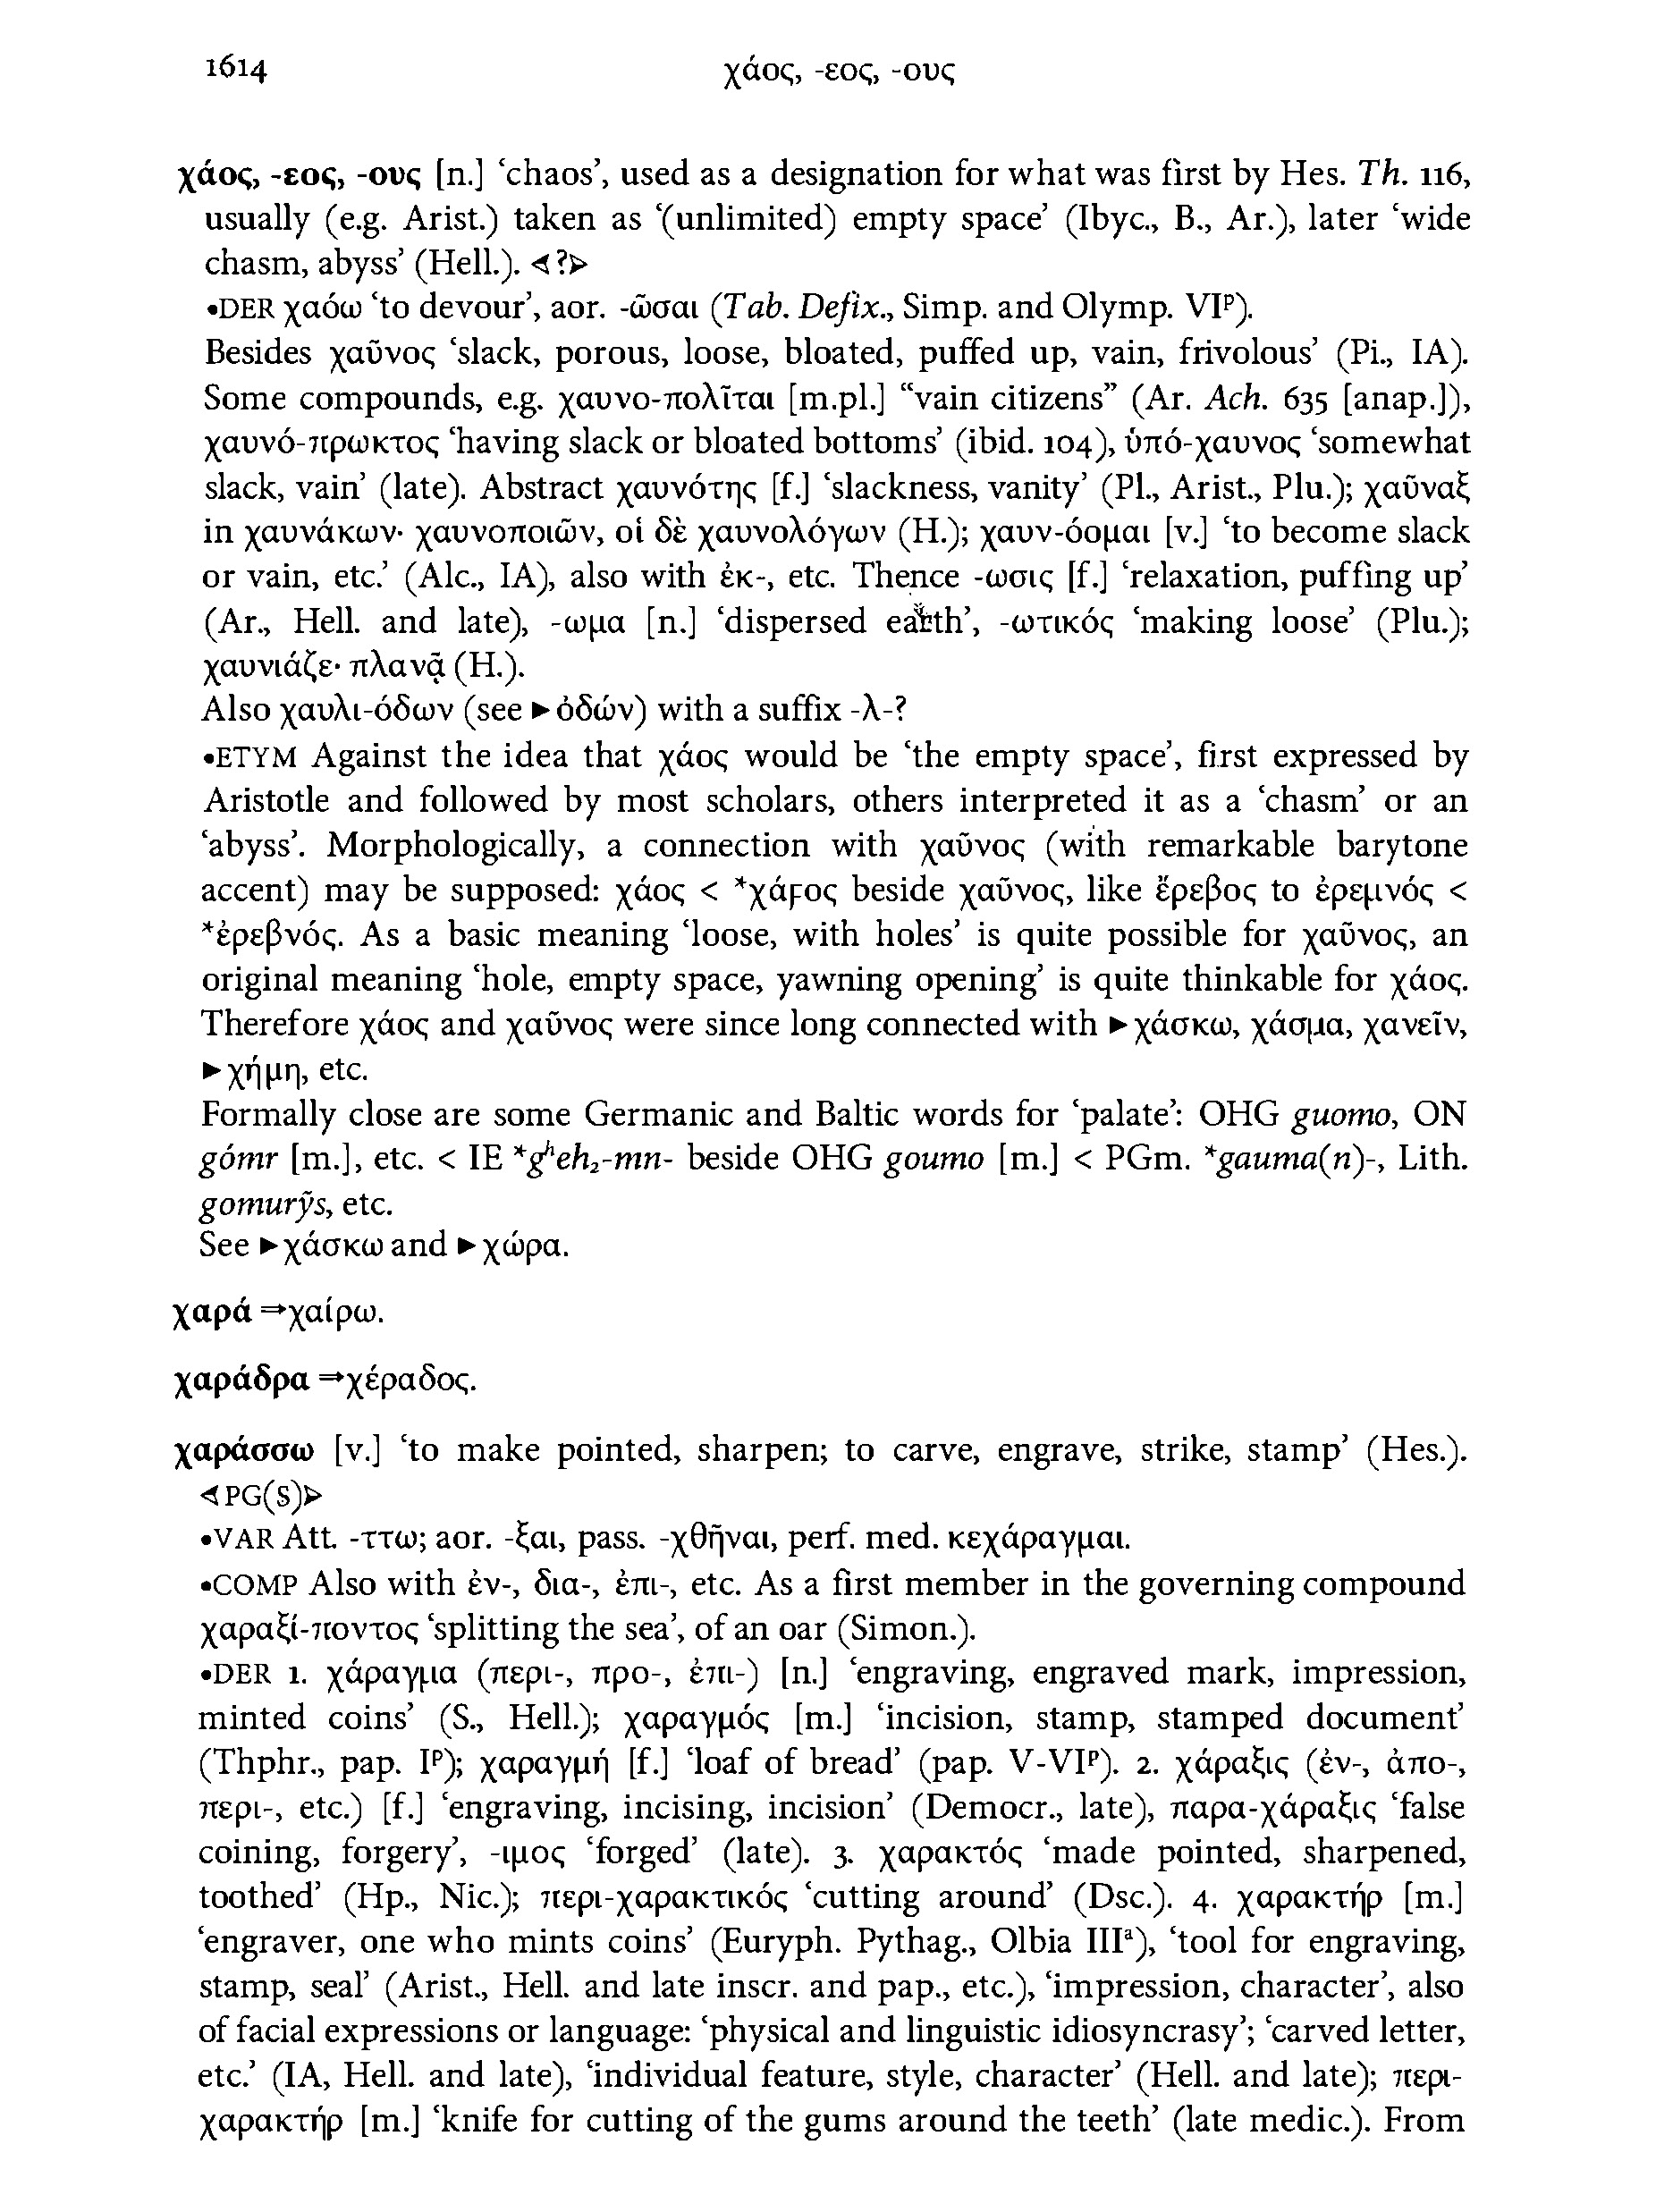 1614
χάος, -εος, -ους
χάος, -εος, -ους [n.] ‘chaos’, used as a designation for what was first by Hes. Th. 116,
usually (e.g. Arist.) taken as ‘(unlimited) empty space’ (Ibyc., B., Ar.), later ‘wide
chasm, abyss’ (Hell.). ⊲?⊳
•DER χαόω ‘to devour’, aor. -ῶσαι (Tab. Defix., Simp. and Olymp. VIᵖ).
Besides χαῦνος ‘slack, porous, loose, bloated, puffed up, vain, frivolous’ (Pi., IA).
Some compounds, e.g. χαυνο-πολῖται [m.pl.] “vain citizens” (Ar. Ach. 635 [anap.]),
χαυνό-πρωκτος ‘having slack or bloated bottoms’ (ibid. 104), ὑπό-χαυνος ‘somewhat
slack, vain’ (late). Abstract χαυνότης [f.] ‘slackness, vanity’ (Pl., Arist., Plu.); χαῦναξ
in χαυνάκων· χαυνοποιῶν, οἱ δὲ χαυνολόγων (H.); χαυν-όομαι [v.] ‘to become slack
or vain, etc.’ (Alc., IA), also with ἐκ-, etc. Thence -ωσις [f.] ‘relaxation, puffing up’
(Ar., Hell. and late), -ωμα [n.] ‘dispersed earth’, -ωτικός ‘making loose’ (Plu.);
χαυνιάζε· πλανᾷ (H.).
Also χαυλι-όδων (see ►ὀδών) with a suffix -λ-?
•ETYM Against the idea that χάος would be ‘the empty space’, first expressed by
Aristotle and followed by most scholars, others interpreted it as a ‘chasm’ or an
‘abyss’. Morphologically, a connection with χαῦνος (with remarkable barytone
accent) may be supposed: χάος < *χάϝος beside χαῦνος, like ἔρεβος to ἐρεμνός <
*ἐρεβνός. As a basic meaning ‘loose, with holes’ is quite possible for χαῦνος, an
original meaning ‘hole, empty space, yawning opening’ is quite thinkable for χάος.
Therefore χάος and χαῦνος were since long connected with ►χάσκω, χάσμα, χανεῖν,
►χήμη, etc.
Formally close are some Germanic and Baltic words for ‘palate’: OHG guomo, ON
gómr [m.], etc. < IE *ǵʰeh₂-mn- beside OHG goumo [m.] < PGm. *gauma(n)-, Lith.
gomurỹs, etc.
See ►χάσκω and ►χώρα.
χαρά ⇒χαίρω.
χαράδρα ⇒χέραδος.
χαράσσω [v.] ‘to make pointed, sharpen; to carve, engrave, strike, stamp’ (Hes.).
⊲PG(S)⊳
•VAR Att. -ττω; aor. -ξαι, pass. -χθῆναι, perf. med. κεχάραγμαι.
•COMP Also with ἐν-, δια-, ἐπι-, etc. As a first member in the governing compound
χαραξί-ποντος ‘splitting the sea’, of an oar (Simon.).
•DER 1. χάραγμα (περι-, προ-, ἐπι-) [n.] ‘engraving, engraved mark, impression,
minted coins’ (S., Hell.); χαραγμός [m.] ‘incision, stamp, stamped document’
(Thphr., pap. Iᵖ); χαραγμή [f.] ‘loaf of bread’ (pap. V-VIᵖ). 2. χάραξις (ἐν-, ἀπο-,
περι-, etc.) [f.] ‘engraving, incising, incision’ (Democr., late), παρα-χάραξις ‘false
coining, forgery’, -ιμος ‘forged’ (late). 3. χαρακτός ‘made pointed, sharpened,
toothed’ (Hp., Nic.); περι-χαρακτικός ‘cutting around’ (Dsc.). 4. χαρακτήρ [m.]
‘engraver, one who mints coins’ (Euryph. Pythag., Olbia IIIᵃ), ‘tool for engraving,
stamp, seal’ (Arist., Hell. and late inscr. and pap., etc.), ‘impression, character’, also
of facial expressions or language: ‘physical and linguistic idiosyncrasy’; ‘carved letter,
etc.’ (IA, Hell. and late), ‘individual feature, style, character’ (Hell. and late); περι-
χαρακτήρ [m.] ‘knife for cutting of the gums around the teeth’ (late medic.). From